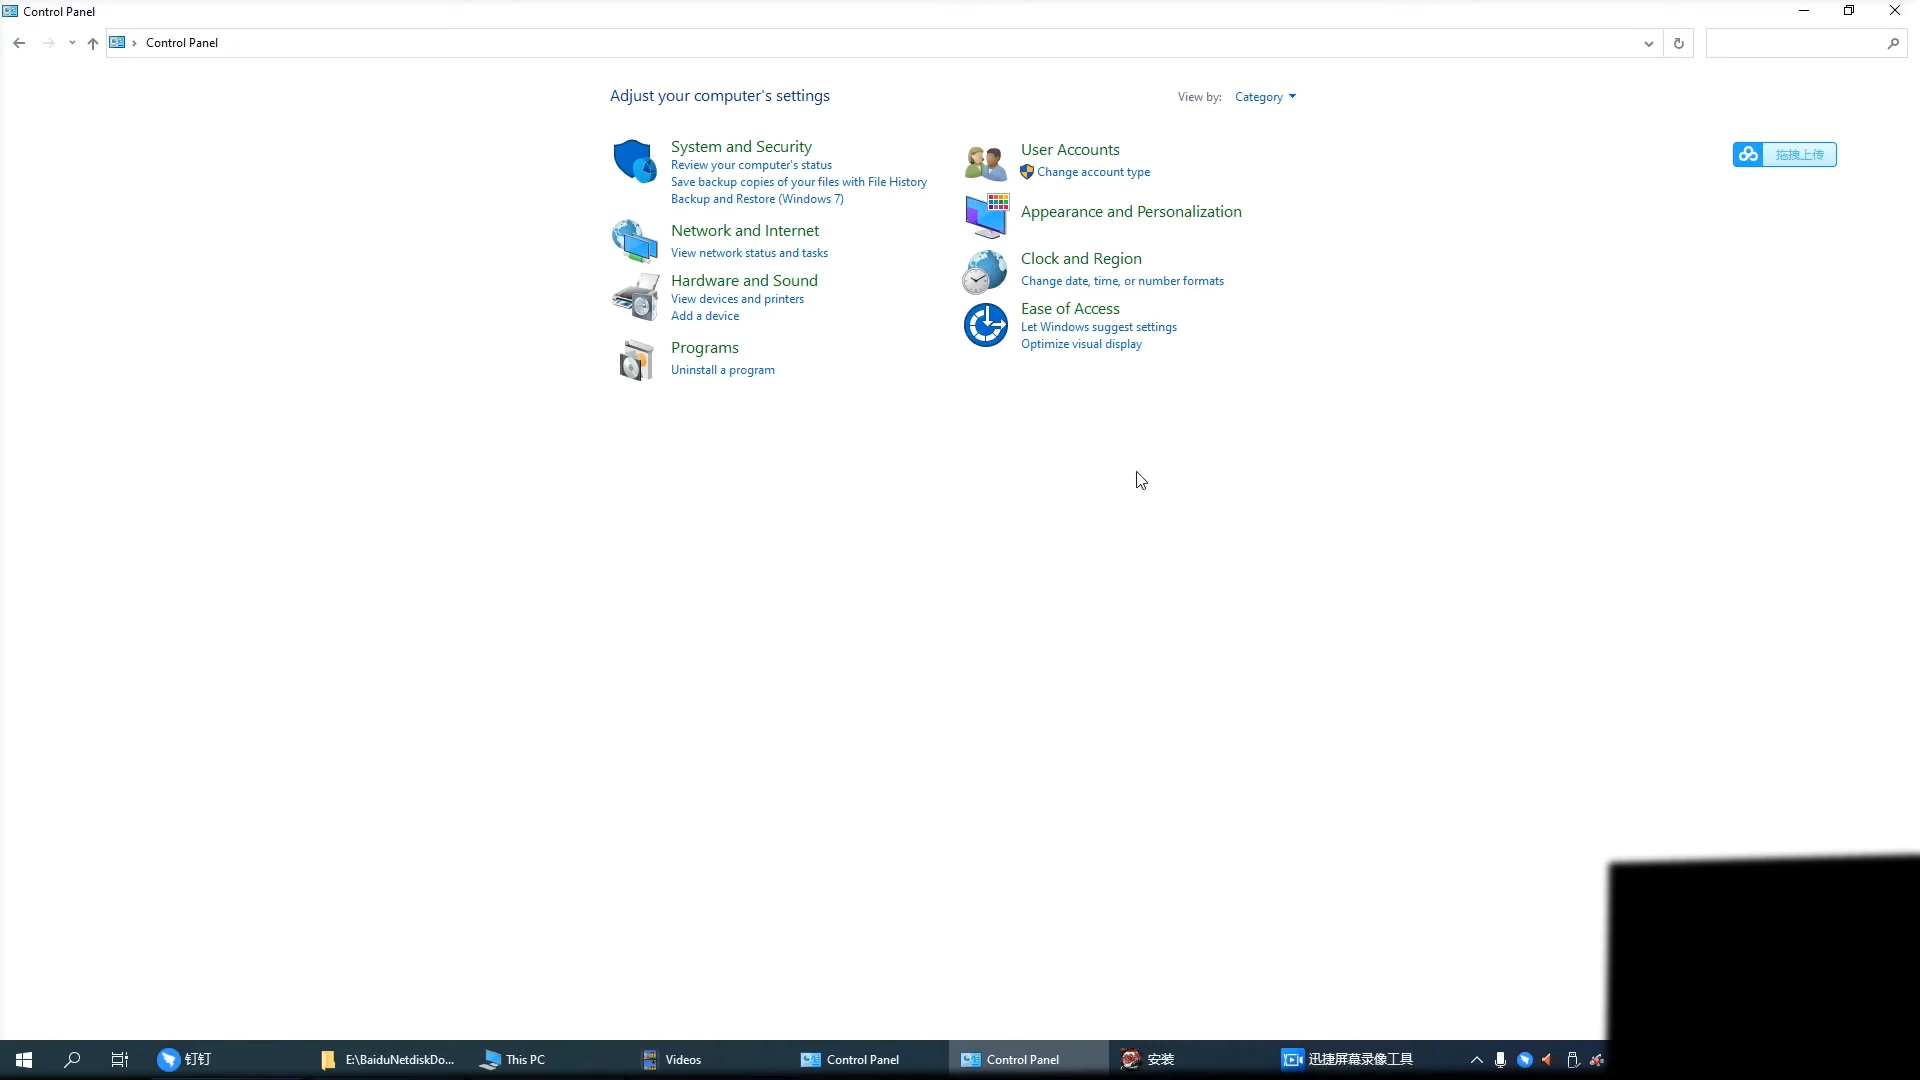 Control Panel
Control Panel
Adjust your computer's settings
View by: Category
System and Security
Review your computer's status
Save backup copies of your files with File History
Backup and Restore (Windows 7)
Network and Internet
View network status and tasks
Hardware and Sound
View devices and printers
Add a device
Programs
Uninstall a program
User Accounts
Change account type
Appearance and Personalization
Clock and Region
Change date, time, or number formats
Ease of Access
Let Windows suggest settings
Optimize visual display
拖拽上传
钉钉
E:\BaiduNetdiskDo...
This PC
Videos
Control Panel
Control Panel
安装
迅捷屏幕录像工具